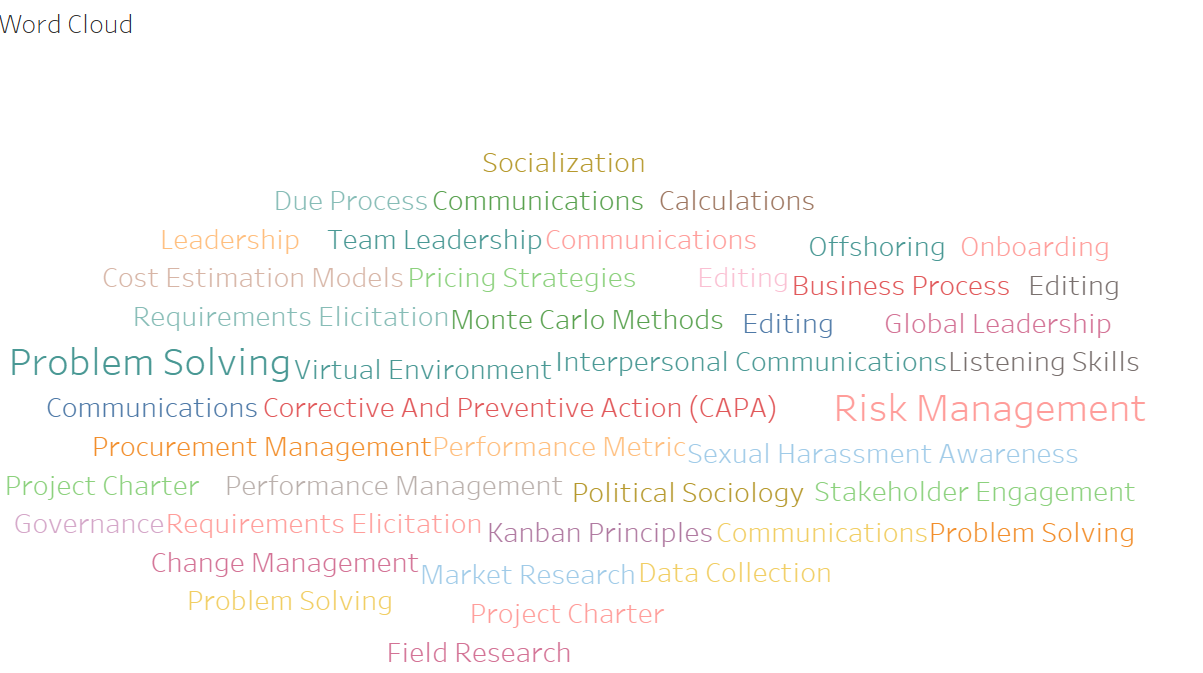 Word Cloud
Socialization
Due Process Communications Calculations
Leadership Team Leadership Communications Offshoring Onboarding
Cost Estimation Models Pricing Strategies Editing Business Process Editing
Requirements Elicitation Monte Carlo Methods Editing Global Leadership
Problem Solving Virtual Environment Interpersonal Communications Listening Skills
Communications Corrective And Preventive Action (CAPA) Risk Management
Procurement Management Performance Metric Sexual Harassment Awareness
Project Charter Performance Management Political Sociology Stakeholder Engagement
Governance Requirements Elicitation Kanban Principles Communications Problem Solving
Change Management Market Research Data Collection
Problem Solving Project Charter
Field Research